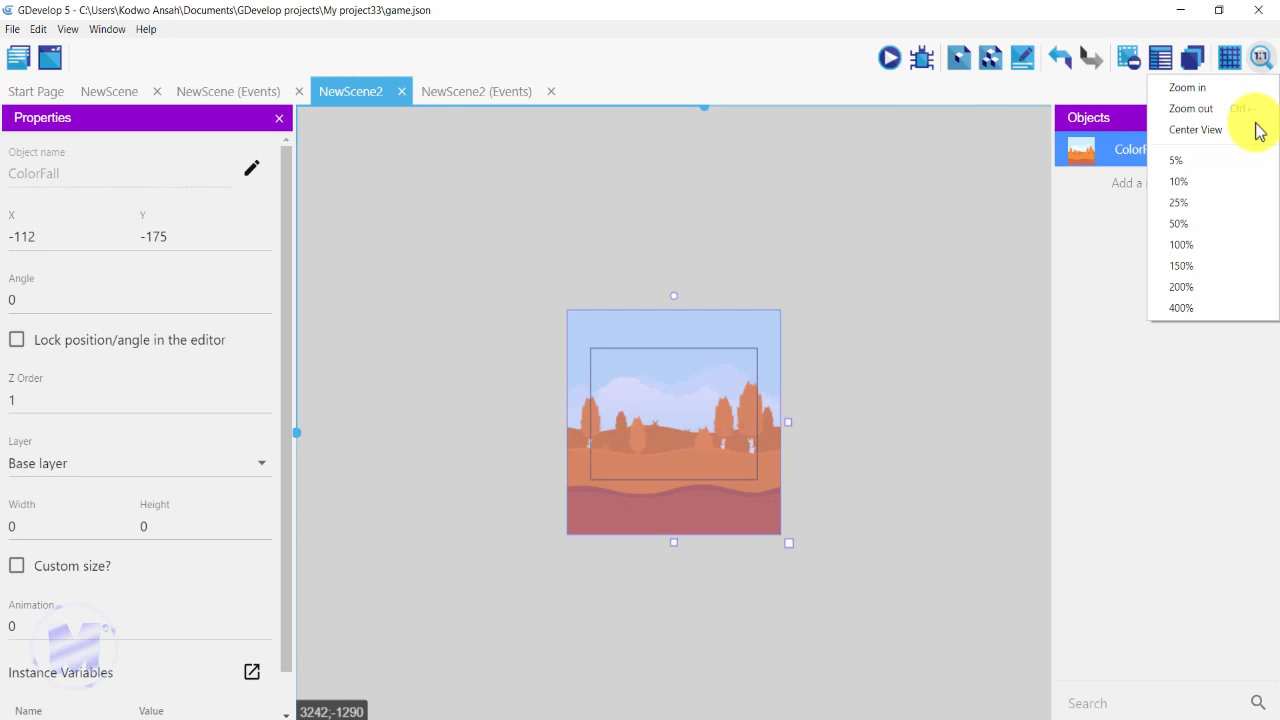 GDevelop 5 - C:\Users\Kodwo Ansah\Documents\GDevelop projects\My project33\game.json
File Edit View Window Help
1:1
Start Page NewScene NewScene (Events) NewScene2 NewScene2 (Events)
Properties
Object name
ColorFall
X Y
-112 -175
Angle
0
Lock position/angle in the editor
Z Order
1
Layer
Base layer
Width Height
0 0
Custom size?
Animation
0
Instance Variables
Name Value
3242;-1290
Objects
Search
Zoom in
Zoom out
Center View
5%
10%
25%
50%
100%
150%
200%
400%